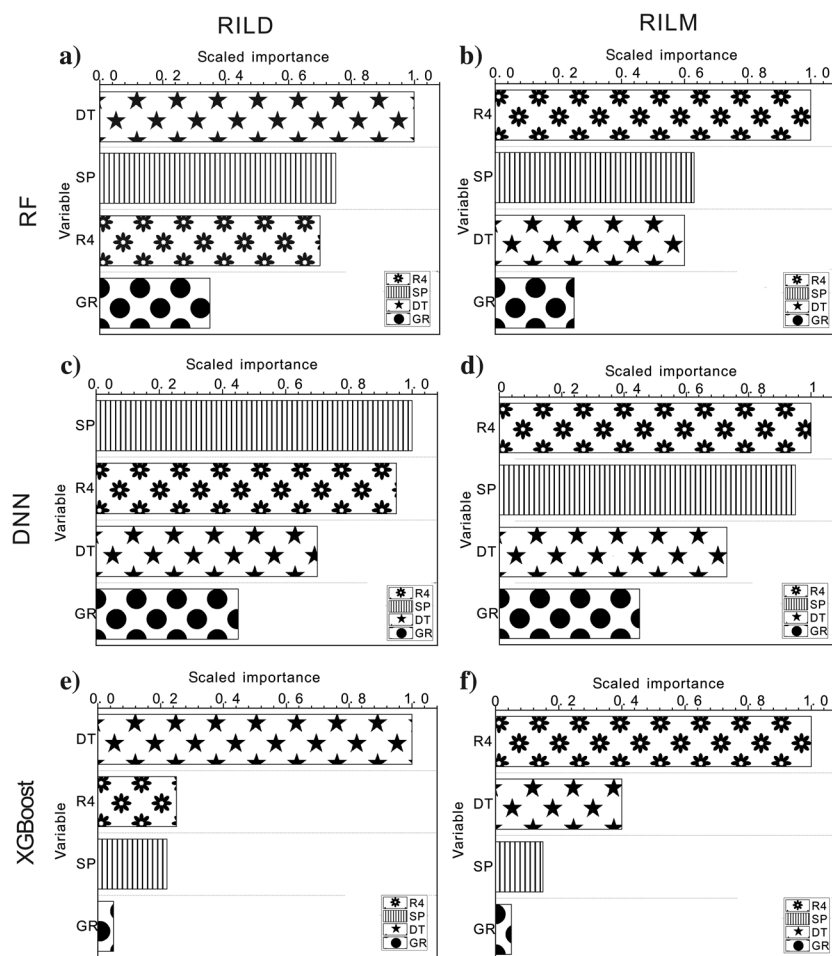 RILD
RILM
a)
Scaled importance
0. 0 0. 2 0. 4 0. 6 0. 8 1. 0
RF
Variable
DT
SP
R4
GR
R4
SP
DT
GR
b)
Scaled importance
0. 0 0. 2 0. 4 0. 6 0. 8 1. 0
Variable
R4
SP
DT
GR
R4
SP
DT
GR
c)
Scaled importance
0. 0 0. 2 0. 4 0. 6 0. 8 1. 0
DNN
Variable
SP
R4
DT
GR
R4
SP
DT
GR
d)
Scaled importance
0. 0 0. 2 0. 4 0. 6 0. 8 1
Variable
R4
SP
DT
GR
R4
SP
DT
GR
e)
Scaled importance
0. 0 0. 2 0. 4 0. 6 0. 8 1. 0
XGBoost
Variable
DT
R4
SP
GR
R4
SP
DT
GR
f)
Scaled importance
0 0. 2 0. 4 0. 6 0. 8 1. 0
Variable
R4
DT
SP
GR
R4
SP
DT
GR